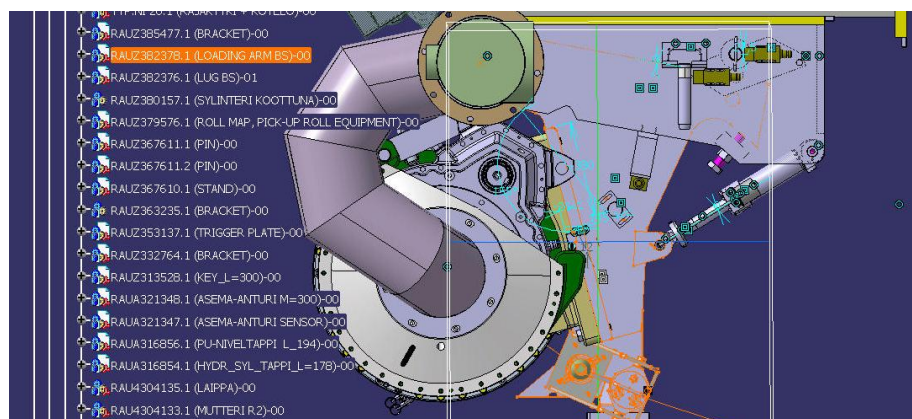 RAUZ385477.1 (BRACKET)-00
RAUZ382378.1 (LOADING ARM BS)-00
RAUZ382376.1 (LUG BS)-01
RAUZ380157.1 (SYLINTERI KOOTTUNA)-00
RAUZ379576.1 (ROLL MAP, PICK-UP ROLL EQUIPMENT)-00
RAUZ367611.1 (PIN)-00
RAUZ367611.2 (PIN)-00
RAUZ367610.1 (STAND)-00
RAUZ363235.1 (BRACKET)-00
RAUZ353137.1 (TRIGGER PLATE)-00
RAUZ332764.1 (BRACKET)-00
RAUZ313528.1 (KEY_L=300)-00
RAUA321348.1 (ASEMA-ANTURI M=300)-00
RAUA321347.1 (ASEMA-ANTURI SENSOR)-00
RAUA316856.1 (PU-NIVELTAPPI L_194)-00
RAUA316854.1 (HYDR_SYL_TAPPI_L=178)-00
RAU4304135.1 (LAIPPA)-00
RAU4304133.1 (MUTTERI R2)-00